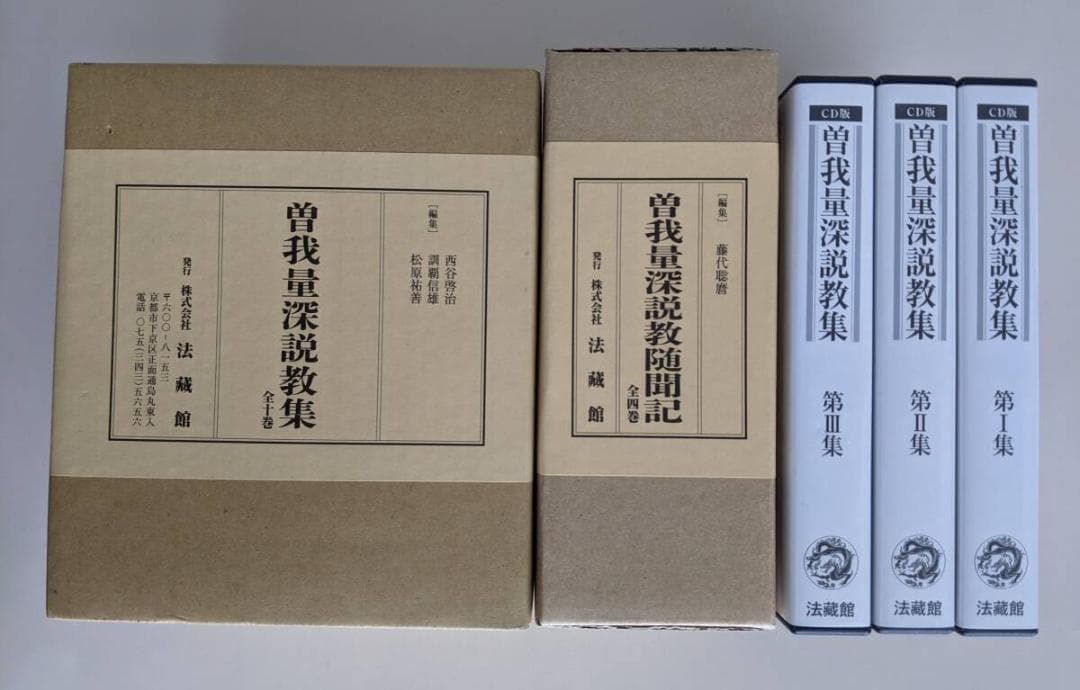 [編集]
西谷啓治
訓覇信雄
松原祐善
曽我量深説教集
全十巻
発行 株式会社 法藏館
〒六〇〇-八一五三
京都市下京区正面通烏丸東入
電話 〇七五(三四三)五六五六
[編集] 藤代聡麿
曽我量深説教随聞記
全四巻
発行 株式会社 法藏館
CD版
曽我量深説教集
第Ⅲ集
法藏館
CD版
曽我量深説教集
第Ⅱ集
法藏館
CD版
曽我量深説教集
第Ⅰ集
法藏館